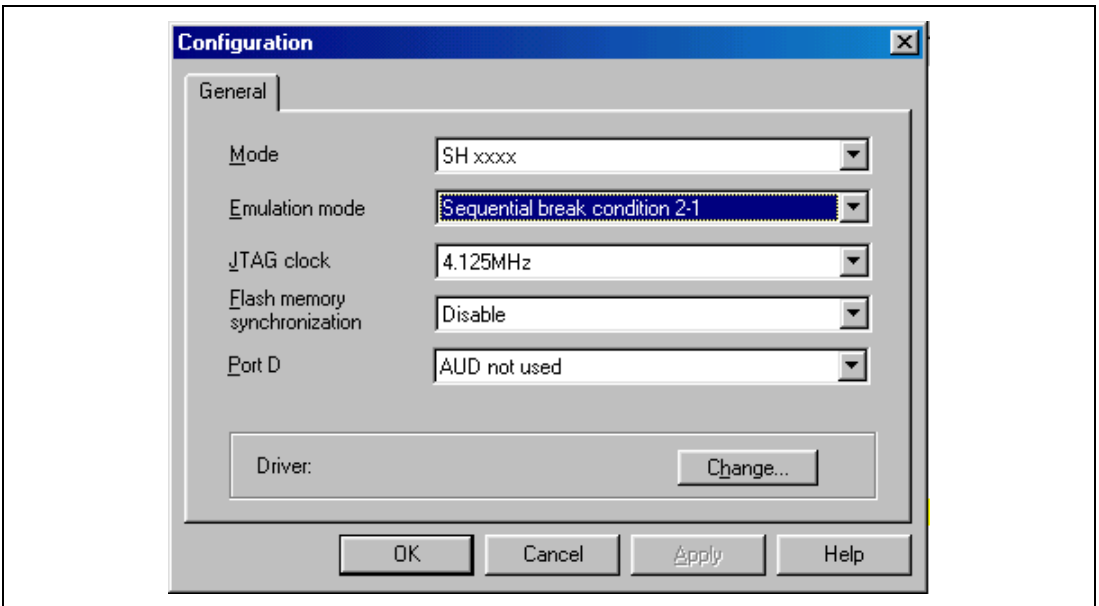 Configuration
General
Mode
SH xxxx
Emulation mode
Sequential break condition 2-1
JTAG clock
4.125MHz
Flash memory
synchronization
Disable
Port D
AUD not used
Driver:
Change...
OK
Cancel
Apply
Help